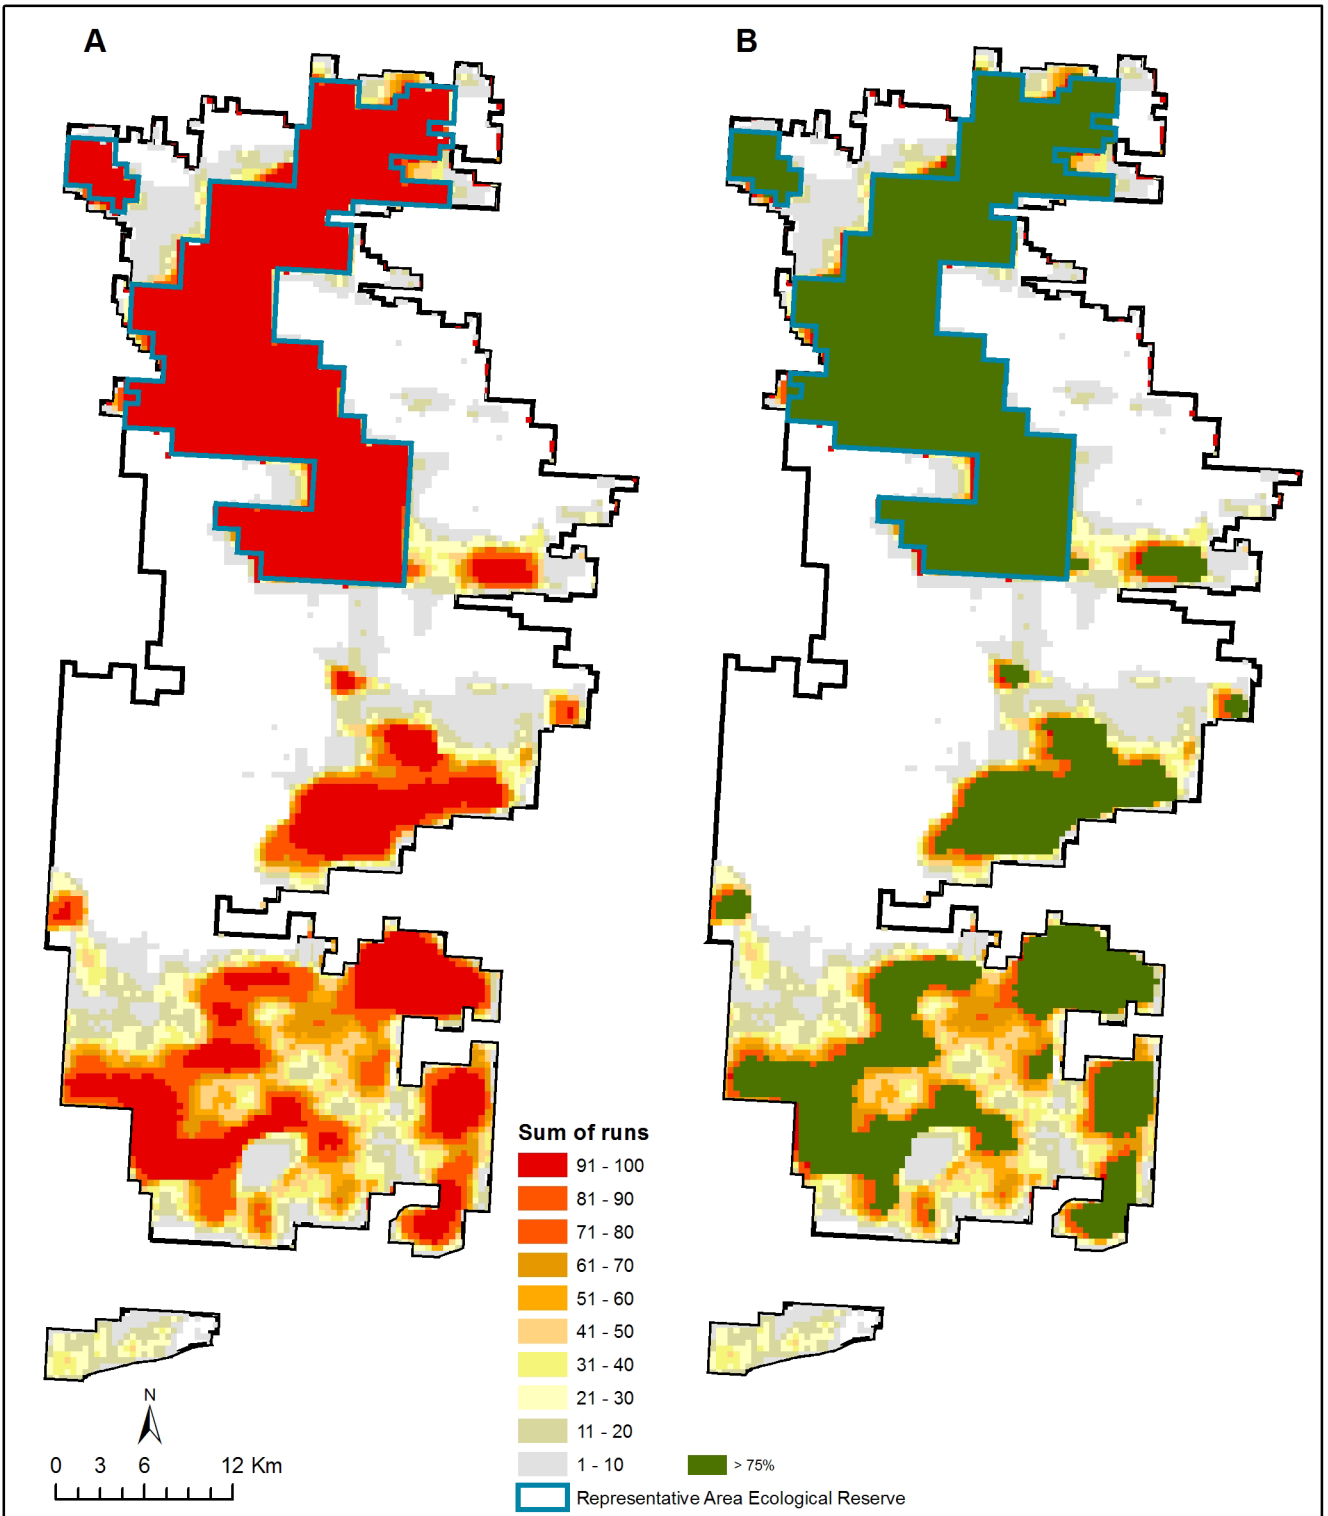 A
B
Sum of runs
91 - 100
81 - 90
71 - 80
61 - 70
51 - 60
41 - 50
31 - 40
21 - 30
11 - 20
1 - 10
> 75%
Representative Area Ecological Reserve
N
0 3 6 12 Km